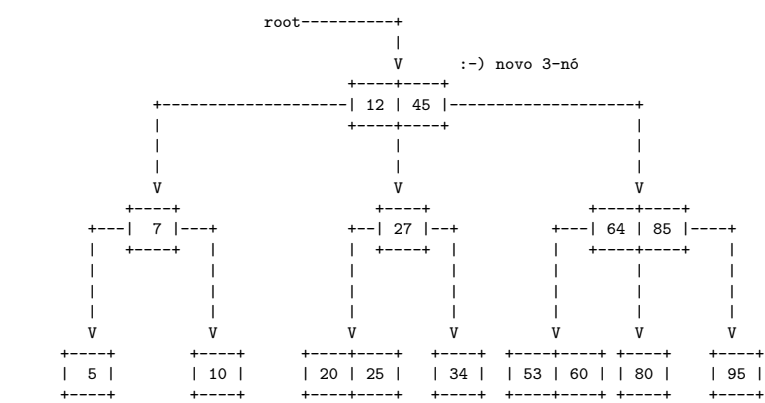 root----------+
|
V :-) novo 3-nó
+----+----+
+--------------------| 12 | 45 |--------------------+
| +----+----+ |
| | |
| | |
V V V
+----+ +----+ +----+----+
+---| 7 |---+ +--| 27 |--+ +---| 64 | 85 |----+
| +----+ | | +----+ | | +----+----+ |
| | | | | | |
| | | | | | |
| | | | | | |
V V V V V V V
+----+ +----+ +----+----+ +----+ +----+----+ +----+ +----+
| 5 | | 10 | | 20 | 25 | | 34 | | 53 | 60 | | 80 | | 95 |
+----+ +----+ +----+----+ +----+ +----+----+ +----+ +----+